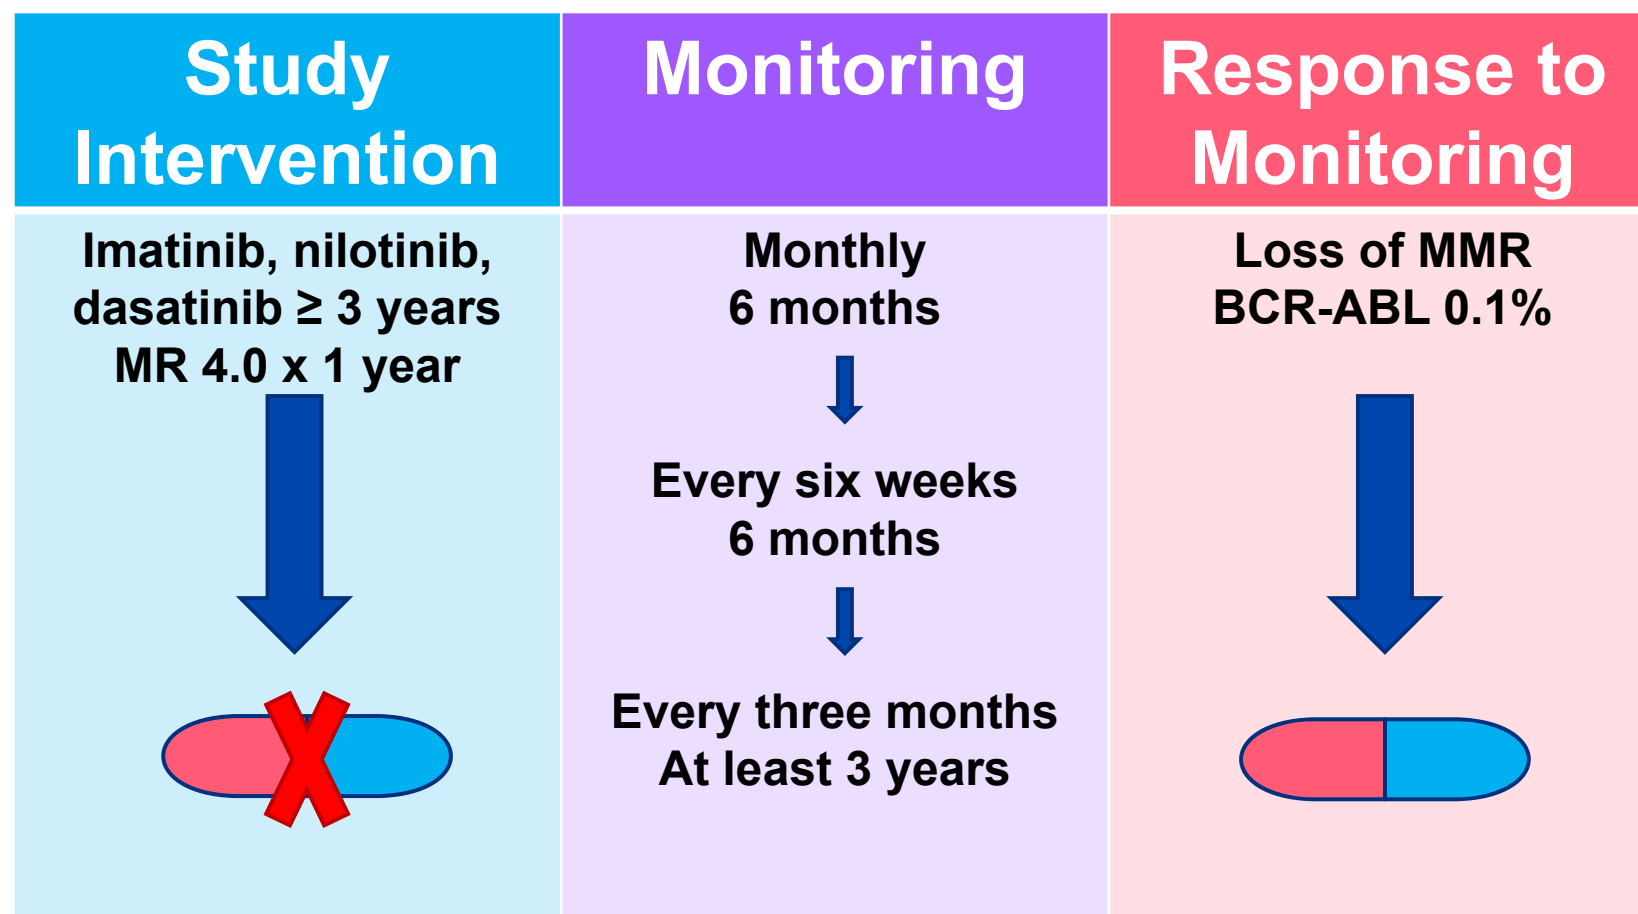 Study
Intervention
Monitoring
Response to
Monitoring
Imatinib, nilotinib,
dasatinib ≥ 3 years
MR 4.0 x 1 year
Monthly
6 months
Every six weeks
6 months
Every three months
At least 3 years
Loss of MMR
BCR-ABL 0.1%